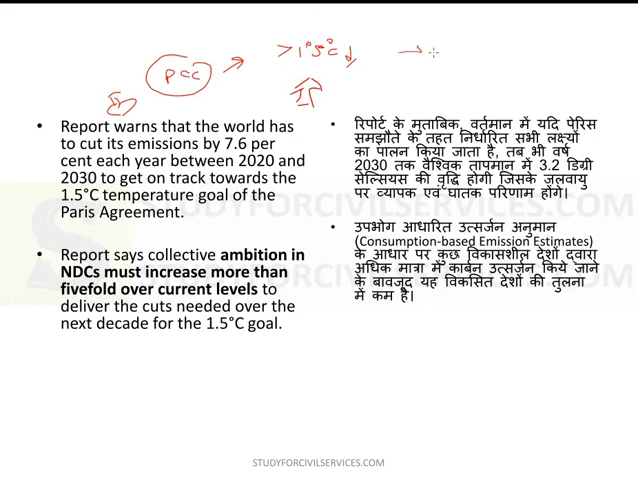 PCC → > 1.5°C ↓ →
• Report warns that the world has
to cut its emissions by 7.6 per
cent each year between 2020 and
2030 to get on track towards the
1.5°C temperature goal of the
Paris Agreement.
• Report says collective ambition in
NDCs must increase more than
fivefold over current levels to
deliver the cuts needed over the
next decade for the 1.5°C goal.
• रिपोर्ट के मुताबिक, वर्तमान में यदि पेरिस
समझौते के तहत निर्धारित सभी लक्ष्यों
का पालन किया जाता है, तब भी वर्ष
2030 तक वैश्विक तापमान में 3.2 डिग्री
सेल्सियस की वृद्धि होगी जिसके जलवायु
पर व्यापक एवं घातक परिणाम होंगे।
• उपभोग आधारित उत्सर्जन अनुमान
(Consumption-based Emission Estimates)
के आधार पर कुछ विकासशील देशों द्वारा
अधिक मात्रा में कार्बन उत्सर्जन किये जाने
के बावजूद यह विकसित देशों की तुलना
में कम है।
STUDYFORCIVILSERVICES.COM